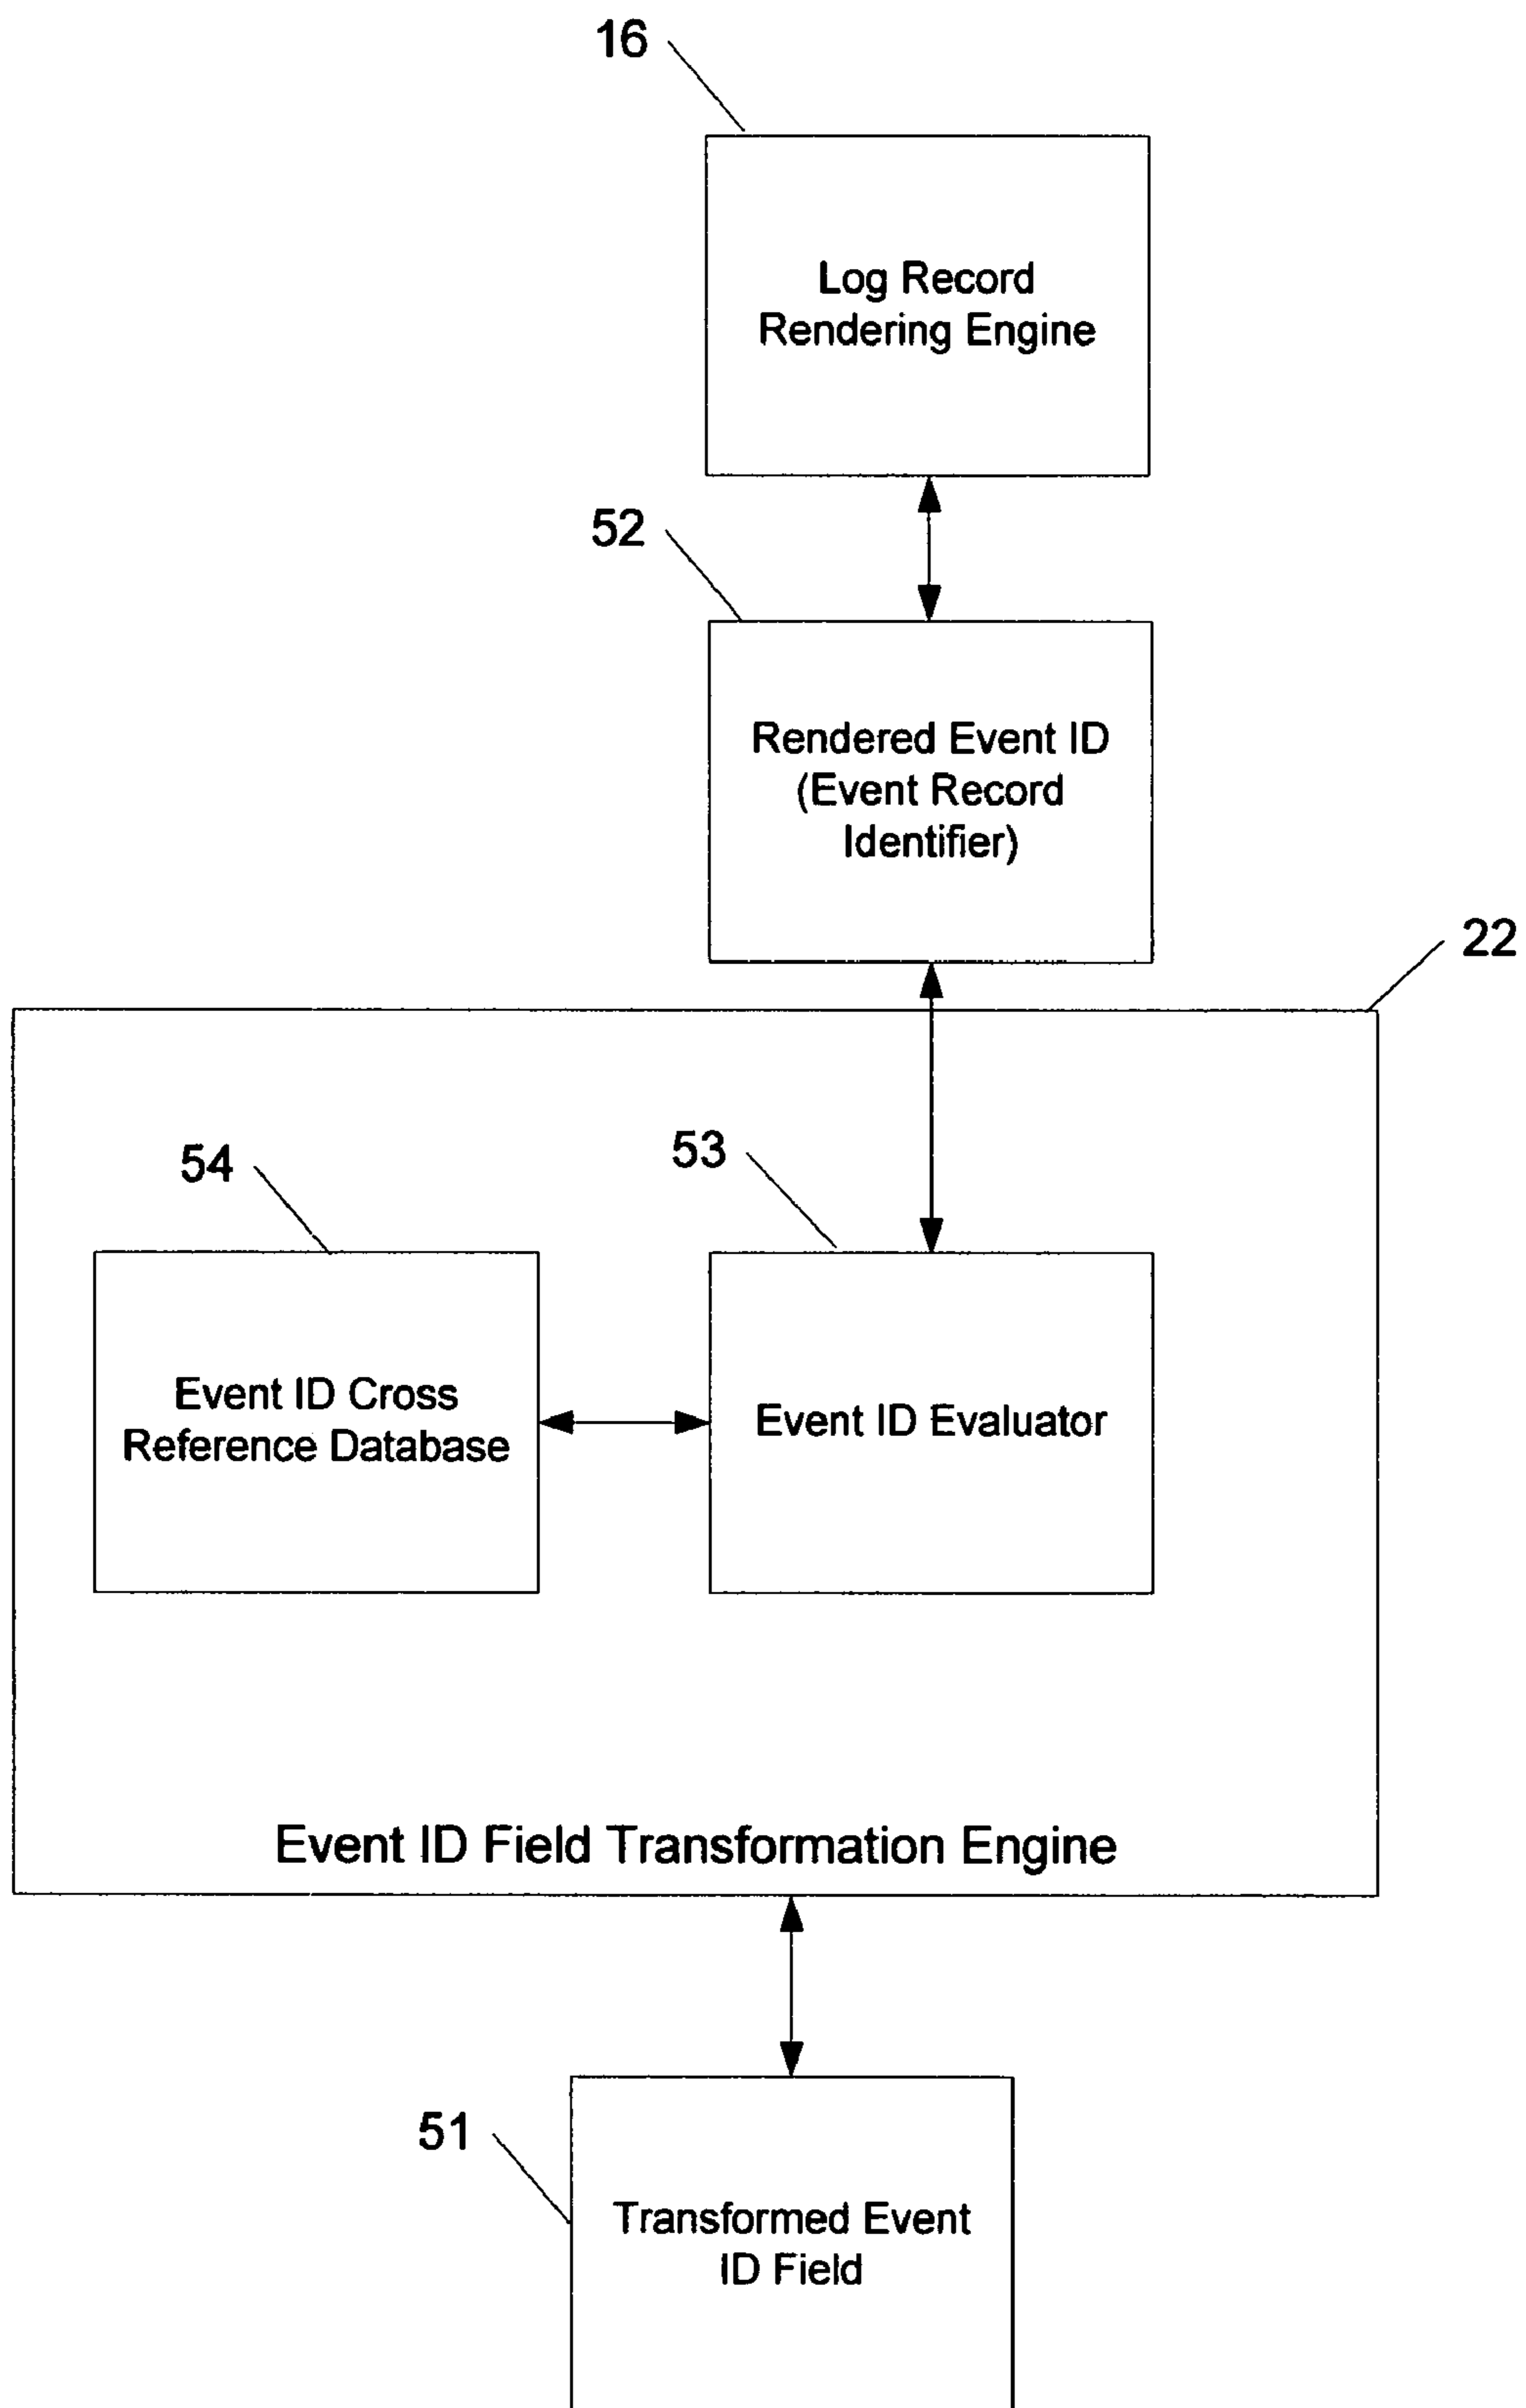 16
Log Record
Rendering Engine
52
Rendered Event ID
(Event Record
Identifier)
22
54
53
Event ID Cross
Reference Database
Event ID Evaluator
Event ID Field Transformation Engine
51
Transformed Event
ID Field